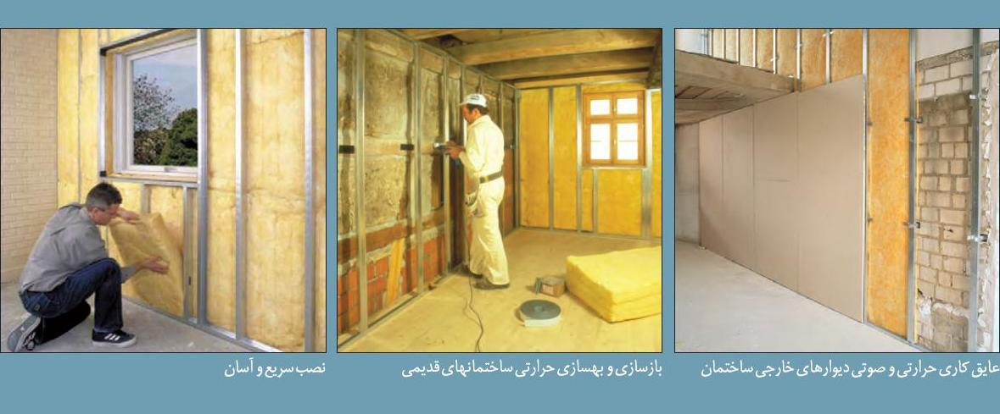 عایق کاری حرارتی و صوتی دیوارهای خارجی ساختمان
بازسازی و بهسازی حرارتی ساختمانهای قدیمی
نصب سریع و آسان